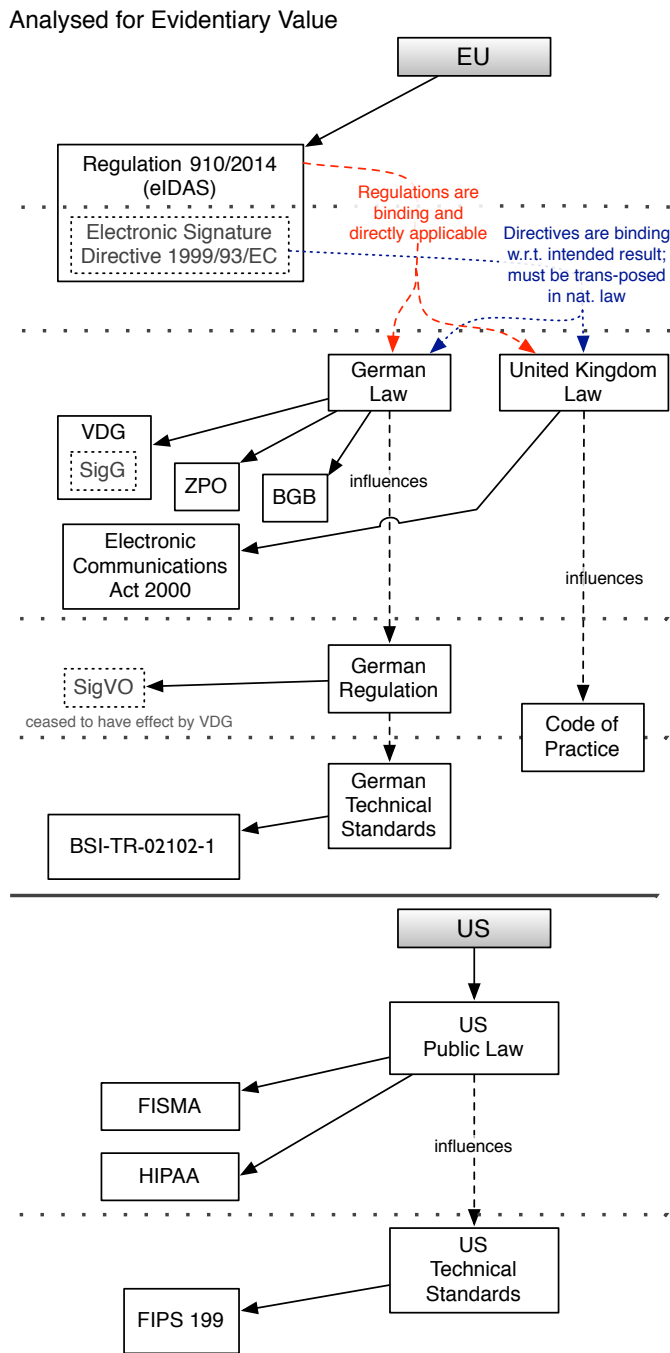 Analysed for Evidentiary Value
EU
Regulation 910/2014
(eIDAS)
Regulations are
binding and
directly applicable
Electronic Signature
Directive 1999/93/EC
Directives are binding
w.r.t. intended result;
must be trans-posed
in nat. law
German
Law
United Kingdom
Law
VDG
SigG
ZPO
BGB
influences
Electronic
Communications
Act 2000
influences
SigVO
ceased to have effect by VDG
German
Regulation
Code of
Practice
German
Technical
Standards
BSI-TR-02102-1
US
US
Public Law
FISMA
influences
HIPAA
US
Technical
Standards
FIPS 199